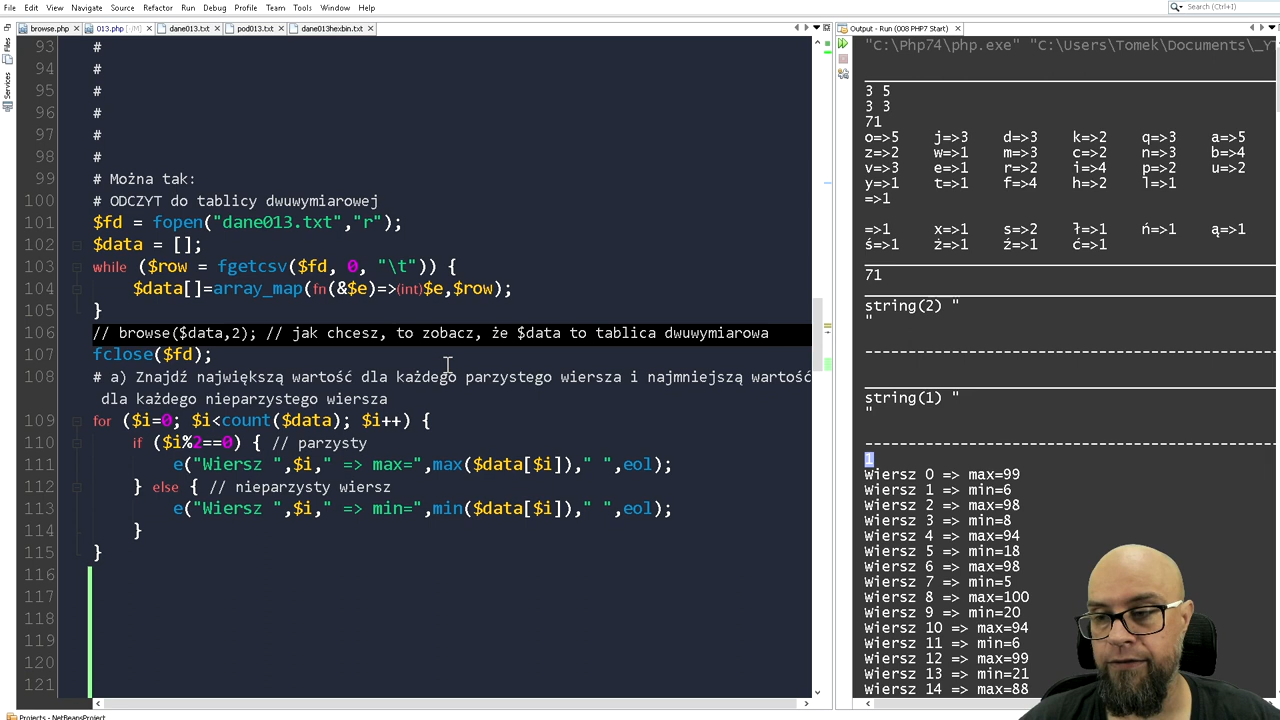 File Edit View Navigate Source Refactor Run Debug Profile Team Tools Window Help
Search (Ctrl+I)
browse.php 013.php [-/M] dane013.txt pod013.txt dane013hexbin.txt
Output - Run (008 PHP7 Start)
Files
Services
93 #
94 #
95 #
96 #
97 #
98 #
99 # Można tak:
100 # ODCZYT do tablicy dwuwymiarowej
101 $fd = fopen("dane013.txt","r");
102 $data = [];
103 while ($row = fgetcsv($fd, 0, "\t")) {
104 $data[]=array_map(fn(&$e)=>(int)$e,$row);
105 }
106 // browse($data,2); // jak chcesz, to zobacz, że $data to tablica dwuwymiarowa
107 fclose($fd);
108 # a) Znajdź największą wartość dla każdego parzystego wiersza i najmniejszą wartość
dla każdego nieparzystego wiersza
109 for ($i=0; $i<count($data); $i++) {
110 if ($i%2==0) { // parzysty
111 e("Wiersz ",$i," => max=",max($data[$i])," ",eol);
112 } else { // nieparzysty wiersz
113 e("Wiersz ",$i," => min=",min($data[$i])," ",eol);
114 }
115 }
116
117
118
119
120
121
"C:\Php74\php.exe" "C:\Users\Tomek\Documents\_YT
3 5
3 3
71
o=>5 j=>3 d=>3 k=>2 q=>3 a=>5
z=>2 w=>1 m=>3 c=>2 n=>3 b=>4
v=>3 e=>1 r=>2 i=>4 p=>2 u=>2
y=>1 t=>1 f=>4 h=>2 l=>1
=>1
=>1 x=>1 s=>2 ł=>1 ń=>1 ą=>1
ś=>1 ż=>1 ź=>1 ć=>1
71
string(2) "
"
string(1) "
"
1
Wiersz 0 => max=99
Wiersz 1 => min=6
Wiersz 2 => max=98
Wiersz 3 => min=8
Wiersz 4 => max=94
Wiersz 5 => min=18
Wiersz 6 => max=98
Wiersz 7 => min=5
Wiersz 8 => max=100
Wiersz 9 => min=20
Wiersz 10 => max=94
Wiersz 11 => min=6
Wiersz 12 => max=99
Wiersz 13 => min=21
Wiersz 14 => max=88
Projects - NetBeansProject